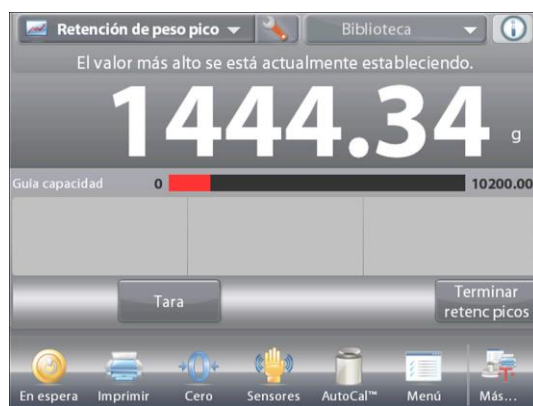 Retención de peso pico
Biblioteca
El valor más alto se está actualmente estableciendo.
1444.34 g
Guía capacidad 0 10200.00
Tara
Terminar
retenc picos
En espera Imprimir Cero Sensores AutoCal™ Menú Más...